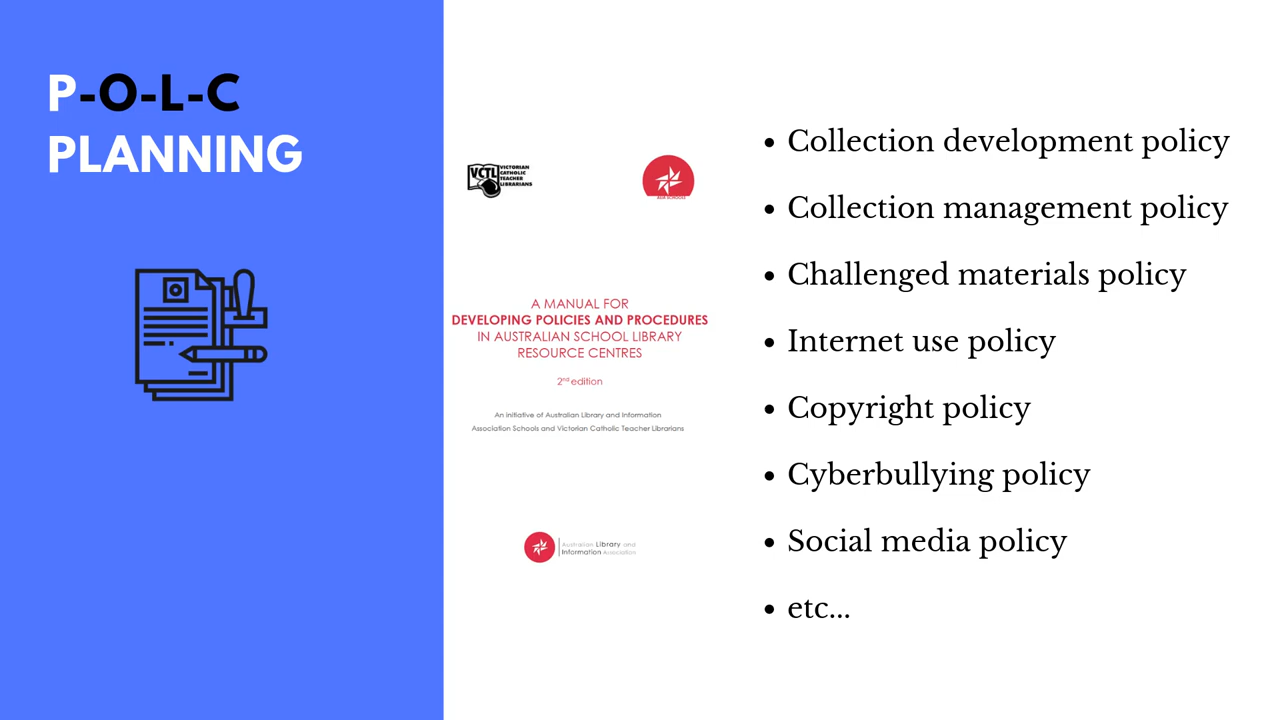 P-O-L-C
PLANNING
VCTL
VICTORIAN
CATHOLIC
TEACHER
LIBRARIANS
ALIA SCHOOLS
A MANUAL FOR
DEVELOPING POLICIES AND PROCEDURES
IN AUSTRALIAN SCHOOL LIBRARY
RESOURCE CENTRES
2nd edition
An initiative of Australian Library and Information
Association Schools and Victorian Catholic Teacher Librarians
Australian Library and
Information Association
• Collection development policy
• Collection management policy
• Challenged materials policy
• Internet use policy
• Copyright policy
• Cyberbullying policy
• Social media policy
• etc...